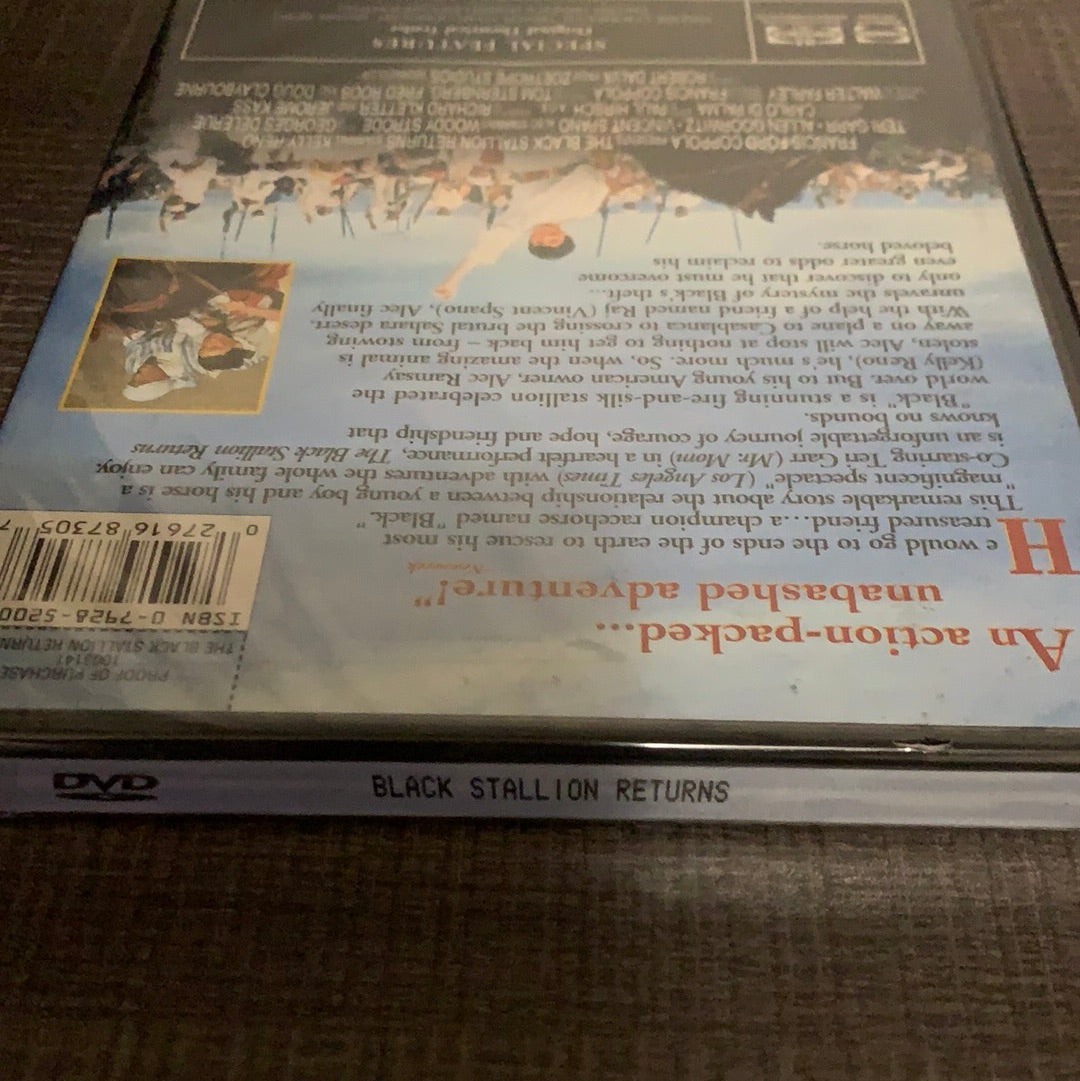 An action-packed...
unabashed adventure!"
Newsweek
He would go to the ends of the earth to rescue his most
treasured friend...a champion racehorse named "Black."
This remarkable story about the relationship between a young boy and his horse is a
"magnificent spectacle" (Los Angeles Times) with adventures the whole family can enjoy.
Co-starring Teri Garr (Mr. Mom) in a heartfelt performance, The Black Stallion Returns
is an unforgettable journey of courage, hope and friendship that
knows no bounds.
"Black" is a stunning fire-and-silk stallion celebrated the
world over. But to his young American owner, Alec Ramsay
(Kelly Reno), he's much more. So, when the amazing animal is
stolen, Alec will stop at nothing to get him back – from stowing
away on a plane to Casablanca to crossing the brutal Sahara desert.
With the help of a friend named Raj (Vincent Spano), Alec finally
unravels the mystery of Black's theft...
only to discover that he must overcome
even greater odds to reclaim his
beloved horse.
PROOF OF PURCHASE
1003141
THE BLACK STALLION RETURN
ISBN 0-7928-5200
0 27616 87305 7
FRANCIS FORD COPPOLA THE BLACK STALLION RETURNS KELLY RENO
TERI GARR · ALLEN GOORWITZ · VINCENT SPANO WOODY STRODE GEORGES DELERUE
CARLO DI PALMA PAUL HIRSCH RICHARD KLETTER JEROME KASS
WALTER FARLEY FRANCIS COPPOLA TOM STERNBERG FRED ROOS DOUG CLAYBOURNE
ROBERT DALVA ZOETROPE STUDIOS
SPECIAL FEATURES
Original Theatrical Trailer
DVD BLACK STALLION RETURNS